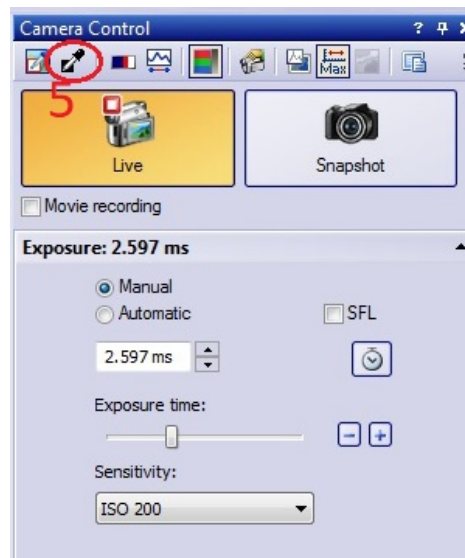 Camera Control
Max
5
Live
Snapshot
Movie recording
Exposure: 2.597 ms
Manual
Automatic
SFL
2.597 ms
Exposure time:
Sensitivity:
ISO 200